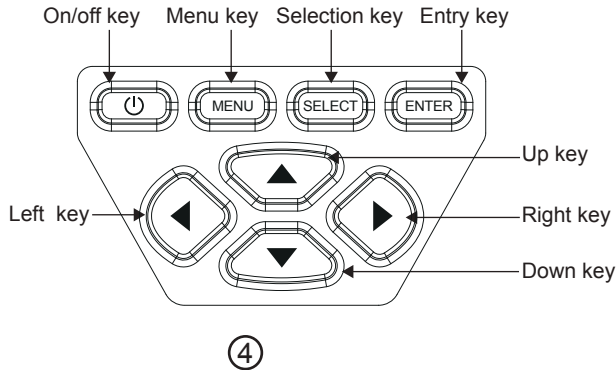 On/off key Menu key Selection key Entry key
MENU SELECT ENTER
Up key
Left key
Right key
Down key
④